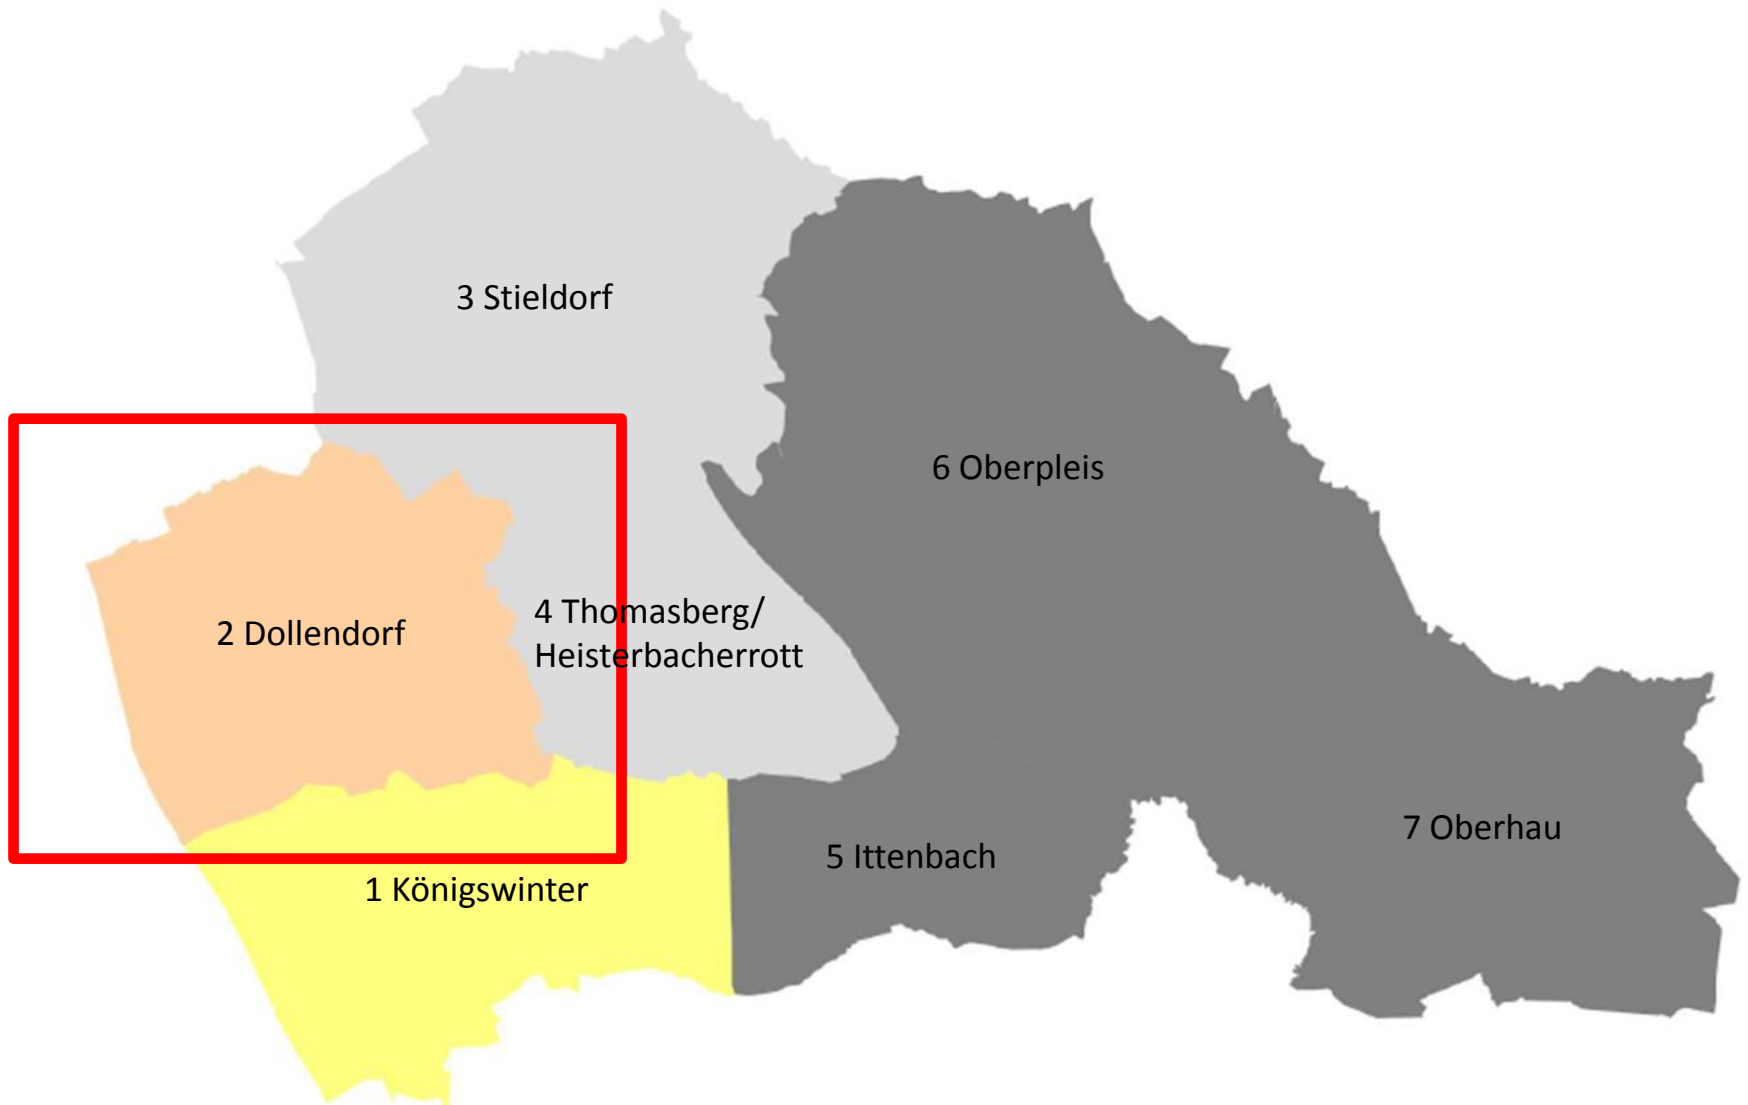 3 Stieldorf
6 Oberpleis
4 Thomasberg/
Heisterbacherrott
2 Dollendorf
7 Oberhau
5 Ittenbach
1 Königswinter